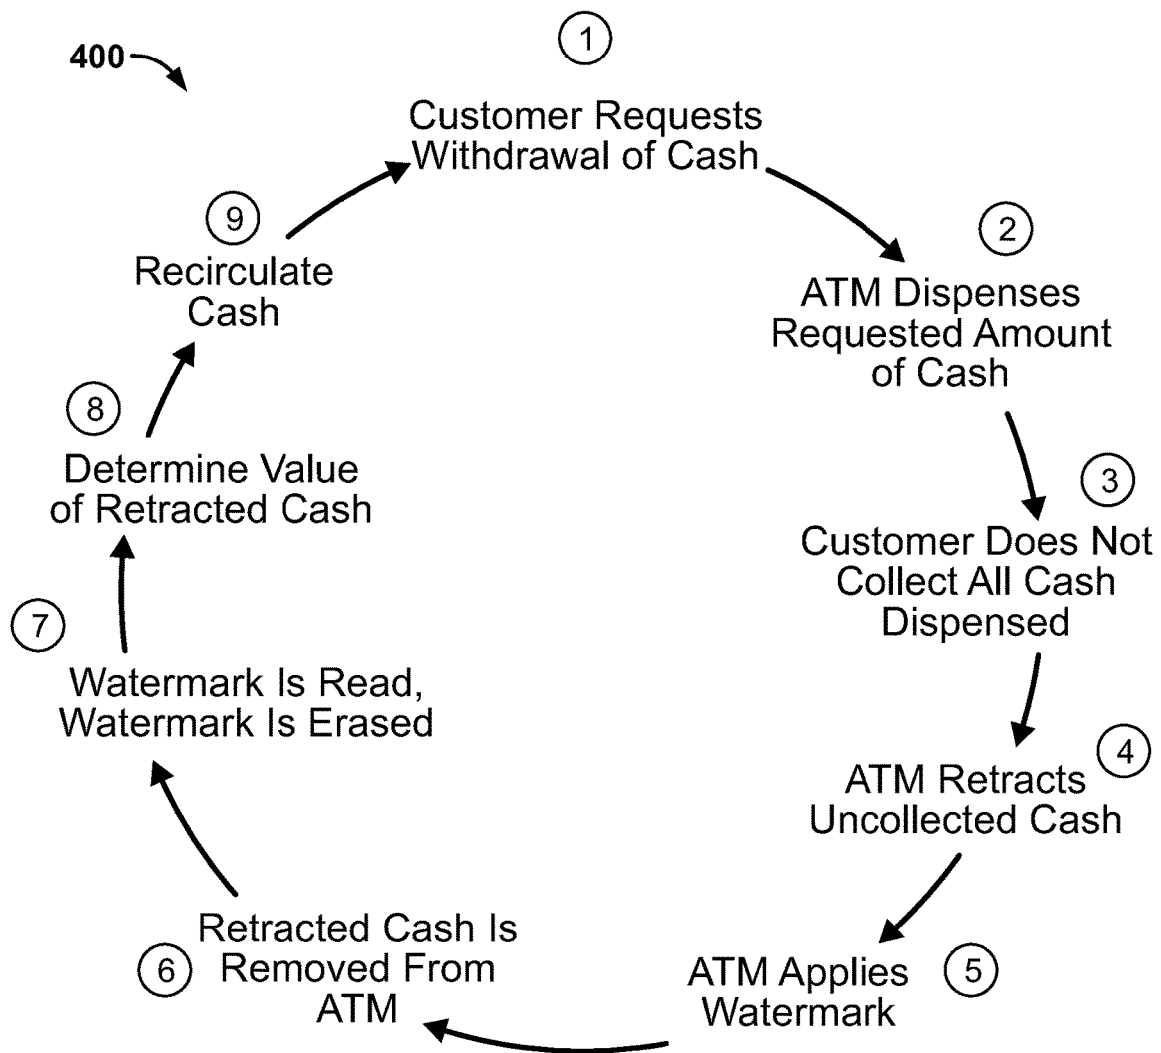 400
1
Customer Requests
Withdrawal of Cash
2
ATM Dispenses
Requested Amount
of Cash
3
Customer Does Not
Collect All Cash
Dispensed
4
ATM Retracts
Uncollected Cash
5
ATM Applies
Watermark
6
Retracted Cash Is
Removed From
ATM
7
Watermark Is Read,
Watermark Is Erased
8
Determine Value
of Retracted Cash
9
Recirculate
Cash